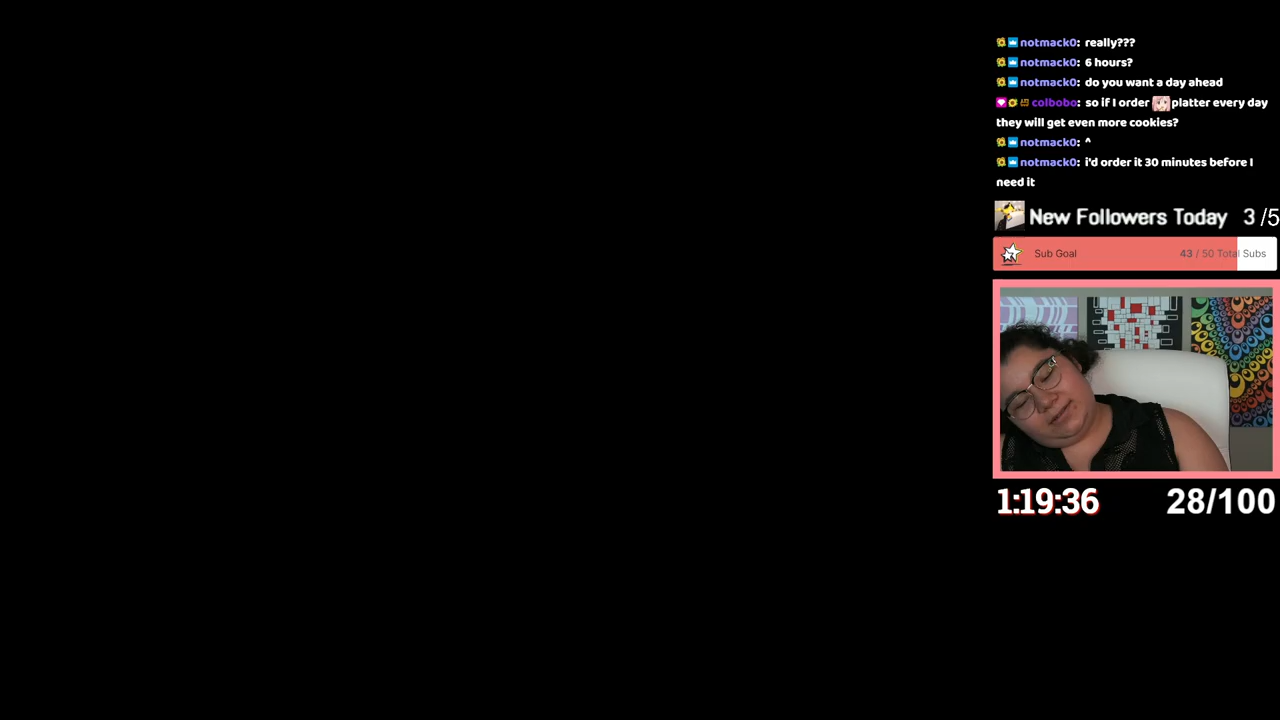 notmack0: really???
notmack0: 6 hours?
notmack0: do you want a day ahead
colbobo: so if I order platter every day
they will get even more cookies?
notmack0: ^
notmack0: i'd order it 30 minutes before I
need it
New Followers Today 3 /5
Sub Goal 43 / 50 Total Subs
1:19:36 28/100